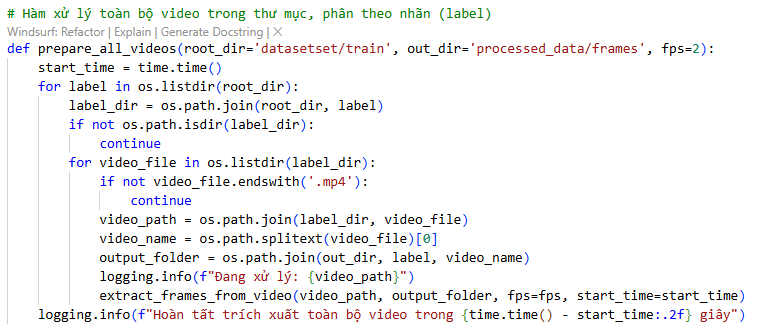 # Hàm xử lý toàn bộ video trong thư mục, phân theo nhãn (label)
Windsurf: Refactor | Explain | Generate Docstring | ×
def prepare_all_videos(root_dir='datasetset/train', out_dir='processed_data/frames', fps=2):
    start_time = time.time()
    for label in os.listdir(root_dir):
        label_dir = os.path.join(root_dir, label)
        if not os.path.isdir(label_dir):
            continue
        for video_file in os.listdir(label_dir):
            if not video_file.endswith('.mp4'):
                continue
            video_path = os.path.join(label_dir, video_file)
            video_name = os.path.splitext(video_file)[0]
            output_folder = os.path.join(out_dir, label, video_name)
            logging.info(f"Đang xử lý: {video_path}")
            extract_frames_from_video(video_path, output_folder, fps=fps, start_time=start_time)
    logging.info(f"Hoàn tất trích xuất toàn bộ video trong {time.time() - start_time:.2f} giây")